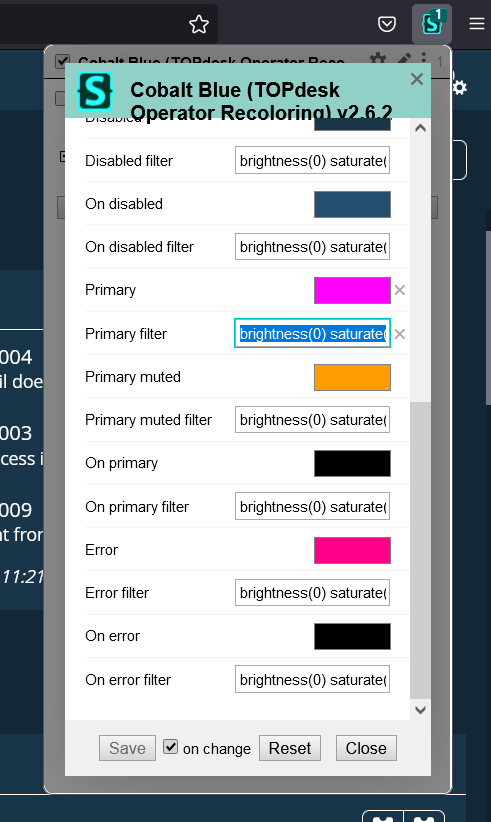 1
Cobalt Blue (TOPdesk Operator Reco...
1
Cobalt Blue (TOPdesk
Operator Recoloring) v2.6.2
Disabled
Disabled filter
brightness(0) saturate(
On disabled
On disabled filter
brightness(0) saturate(
Primary
Primary filter
brightness(0) saturate(
Primary muted
Primary muted filter
brightness(0) saturate(
On primary
On primary filter
brightness(0) saturate(
Error
Error filter
brightness(0) saturate(
On error
On error filter
brightness(0) saturate(
004
il doe
003
cess i
009
nt fror
11:21
Save
on change
Reset
Close